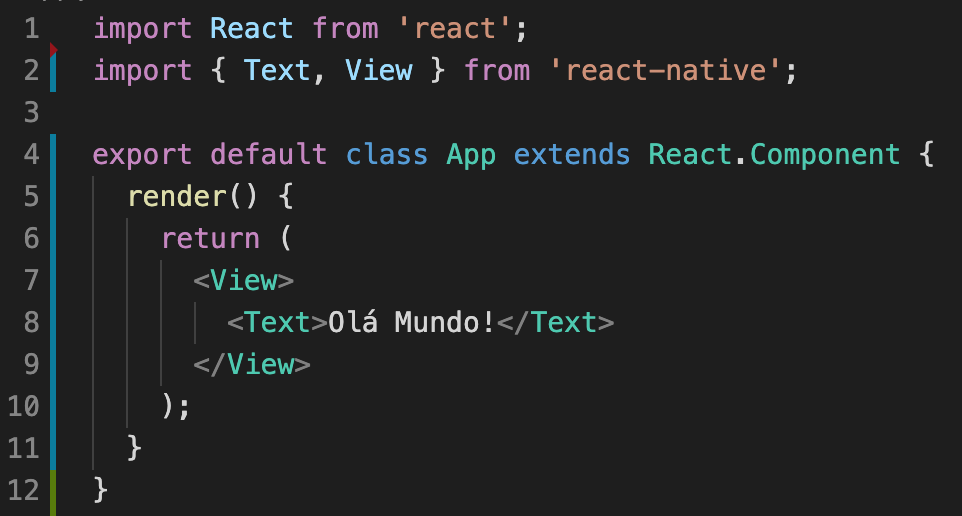 1 import React from 'react';
2 import { Text, View } from 'react-native';
3
4 export default class App extends React.Component {
5   render() {
6     return (
7       <View>
8         <Text>Olá Mundo!</Text>
9       </View>
10     );
11   }
12 }